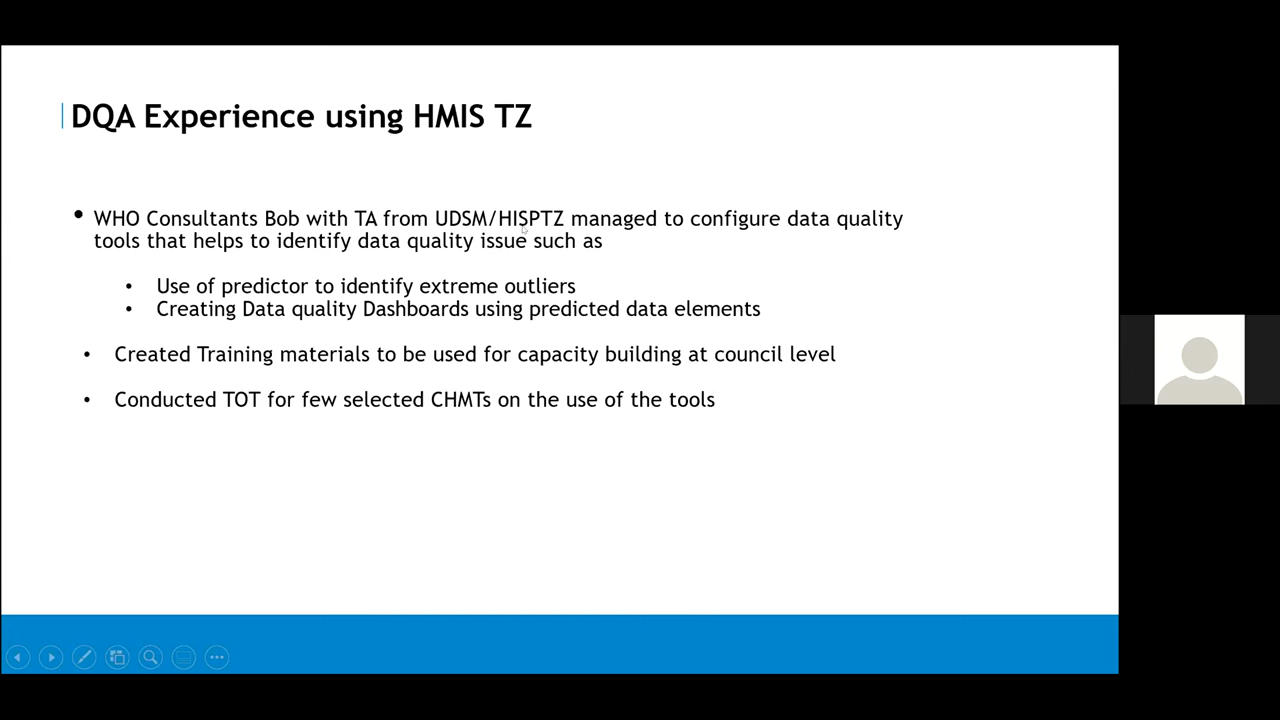 DQA Experience using HMIS TZ
• WHO Consultants Bob with TA from UDSM/HISPTZ managed to configure data quality
tools that helps to identify data quality issue such as
• Use of predictor to identify extreme outliers
• Creating Data quality Dashboards using predicted data elements
• Created Training materials to be used for capacity building at council level
• Conducted TOT for few selected CHMTs on the use of the tools